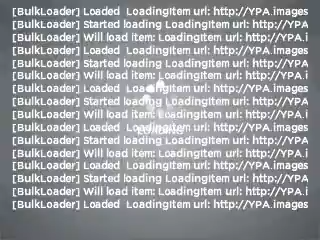 [BulkLoader] Loaded LoadingItem url: http://YPA.images
[BulkLoader] Started loading LoadingItem url: http://YPA
[BulkLoader] Will load item: LoadingItem url: http://YPA.i
[BulkLoader] Loaded LoadingItem url: http://YPA.images
[BulkLoader] Started loading LoadingItem url: http://YPA
[BulkLoader] Will load item: LoadingItem url: http://YPA.i
[BulkLoader] Loaded LoadingItem url: http://YPA.images
[BulkLoader] Started loading LoadingItem url: http://YPA
[BulkLoader] Will load item: LoadingItem url: http://YPA.i
[BulkLoader] Loaded LoadingItem url: http://YPA.images
[BulkLoader] Started loading LoadingItem url: http://YPA
[BulkLoader] Will load item: LoadingItem url: http://YPA.i
[BulkLoader] Loaded LoadingItem url: http://YPA.images
[BulkLoader] Started loading LoadingItem url: http://YPA
[BulkLoader] Will load item: LoadingItem url: http://YPA.i
[BulkLoader] Loaded LoadingItem url: http://YPA.images